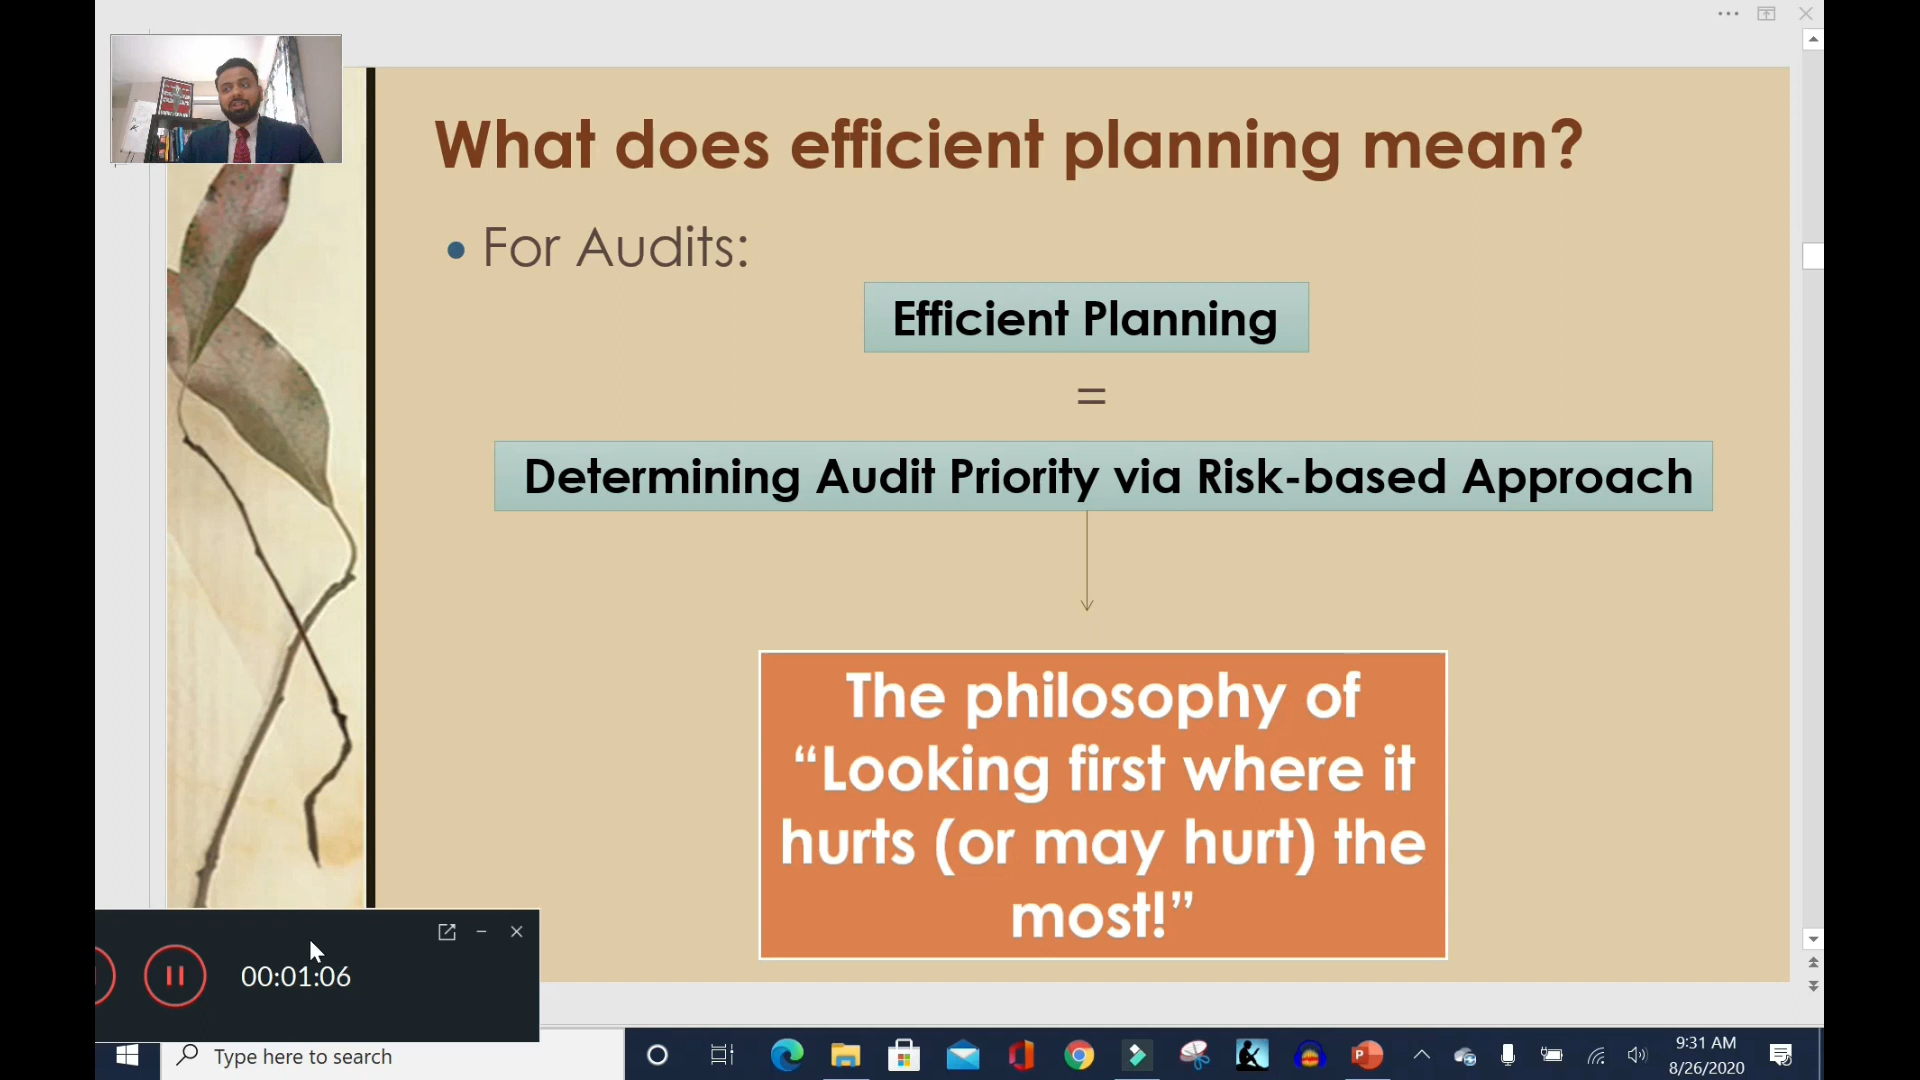 What does efficient planning mean?
• For Audits:
Efficient Planning
=
Determining Audit Priority via Risk-based Approach
The philosophy of
“Looking first where it
hurts (or may hurt) the
most!”
00:01:06
Type here to search
9:31 AM
8/26/2020